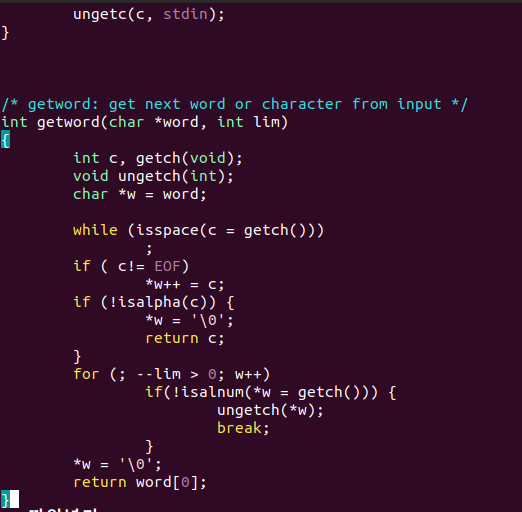 ungetc(c, stdin);
}
/* getword: get next word or character from input */
int getword(char *word, int lim)
{
int c, getch(void);
void ungetch(int);
char *w = word;
while (isspace(c = getch()))
;
if ( c!= EOF)
*w++ = c;
if (!isalpha(c)) {
*w = '\0';
return c;
}
for (; --lim > 0; w++)
if(!isalnum(*w = getch())) {
ungetch(*w);
break;
}
*w = '\0';
return word[0];
}